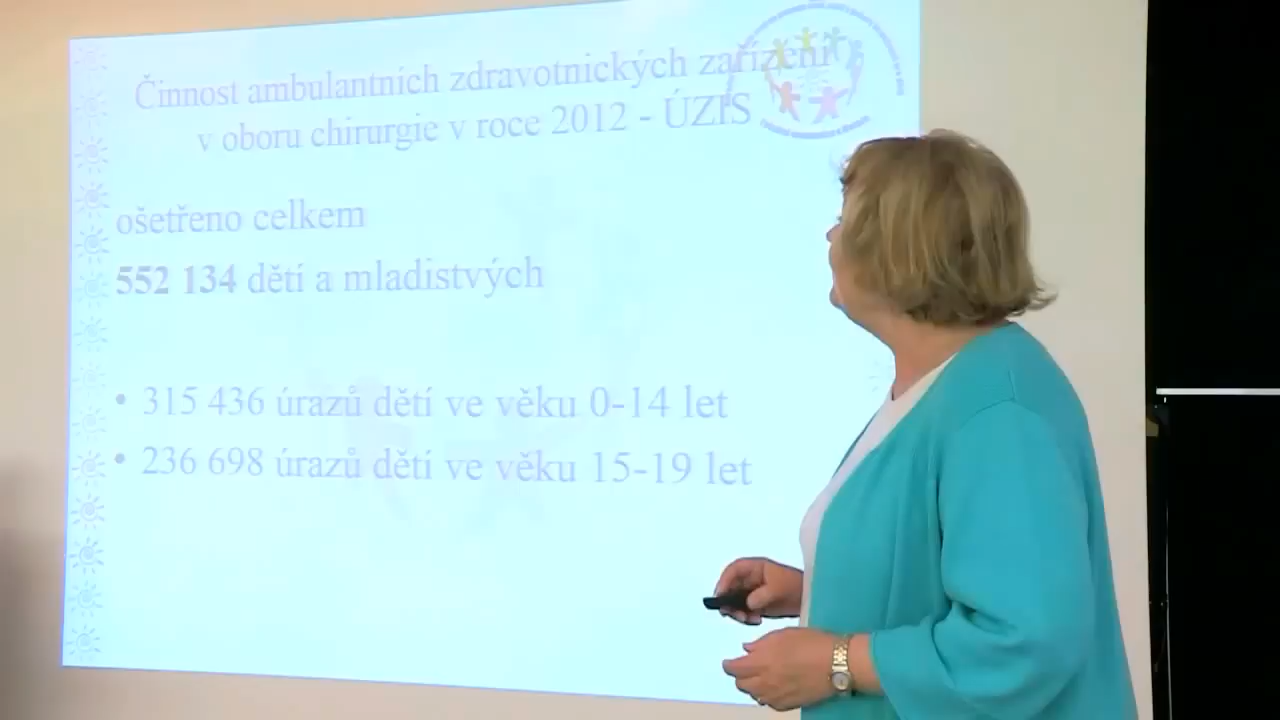 Činnost ambulantních zdravotnických zařízení
v oboru chirurgie v roce 2012 - ÚZIS
ošetřeno celkem
552 134 dětí a mladistvých
• 315 436 úrazů dětí ve věku 0-14 let
• 236 698 úrazů dětí ve věku 15-19 let